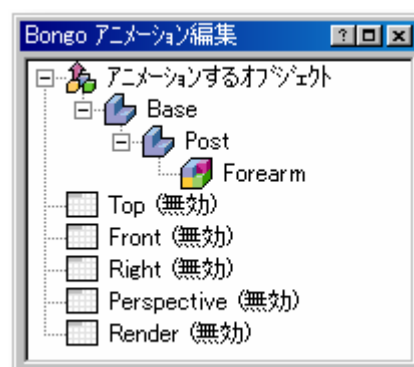 Bongo アニメーション編集
アニメーションするオブジェクト
Base
Post
Forearm
Top (無効)
Front (無効)
Right (無効)
Perspective (無効)
Render (無効)